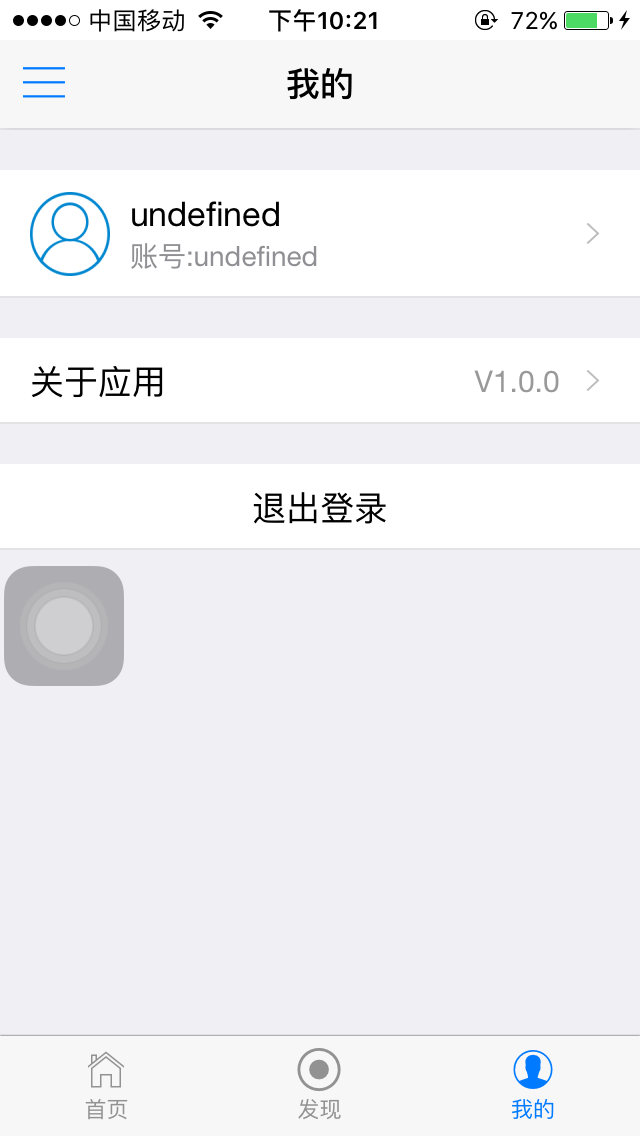 中国移动 下午10:21 72%
我的
undefined
账号:undefined
关于应用 V1.0.0
退出登录
首页 发现 我的